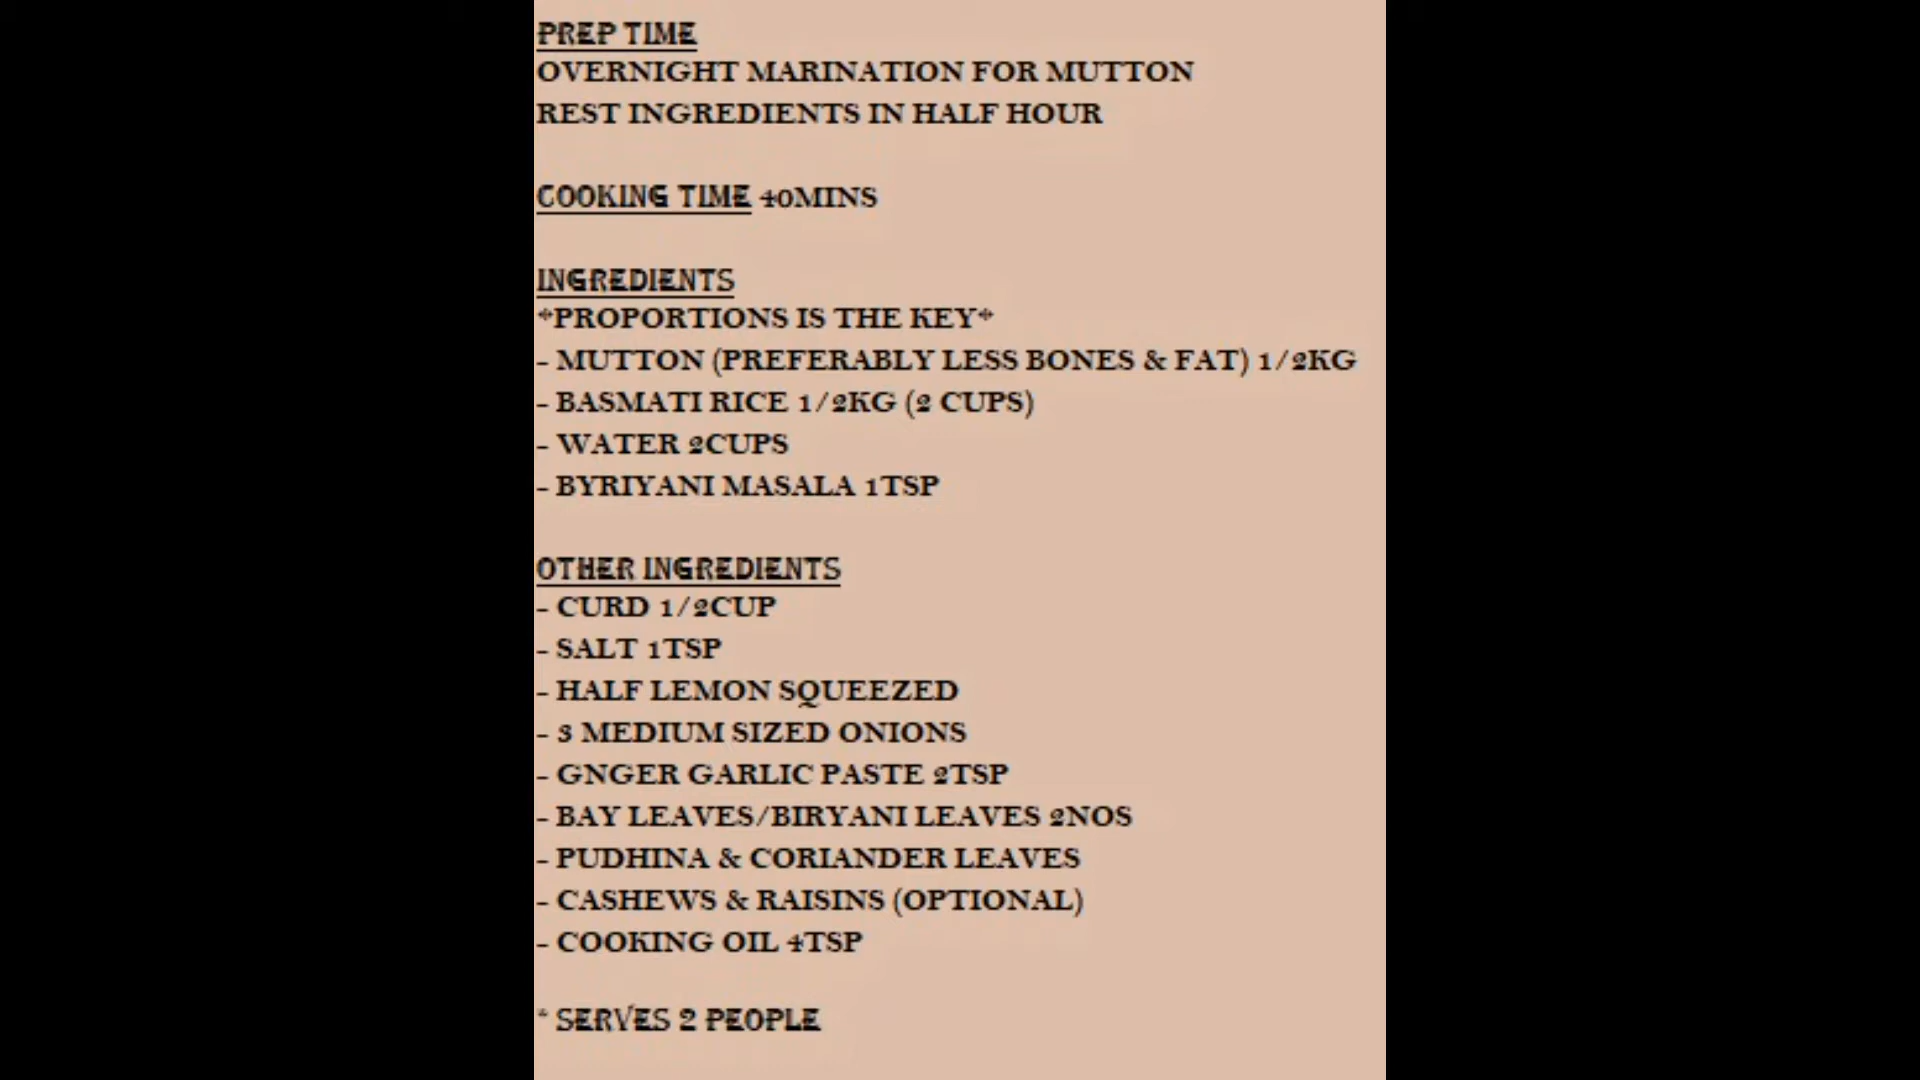 PREP TIME
OVERNIGHT MARINATION FOR MUTTON
REST INGREDIENTS IN HALF HOUR
COOKING TIME 40MINS
INGREDIENTS
*PROPORTIONS IS THE KEY*
- MUTTON (PREFERABLY LESS BONES & FAT) 1/2KG
- BASMATI RICE 1/2KG (2 CUPS)
- WATER 2CUPS
- BYRIYANI MASALA 1TSP
OTHER INGREDIENTS
- CURD 1/2CUP
- SALT 1TSP
- HALF LEMON SQUEEZED
- 3 MEDIUM SIZED ONIONS
- GNGER GARLIC PASTE 2TSP
- BAY LEAVES/BIRYANI LEAVES 2NOS
- PUDHINA & CORIANDER LEAVES
- CASHEWS & RAISINS (OPTIONAL)
- COOKING OIL 4TSP
* SERVES 2 PEOPLE